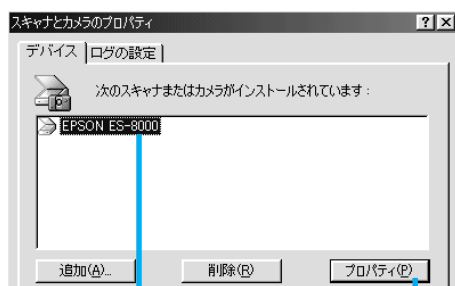 スキャナとカメラのプロパティ
デバイス ログの設定
次のスキャナまたはカメラがインストールされています:
EPSON ES-8000
追加(A)... 削除(R) プロパティ(P)